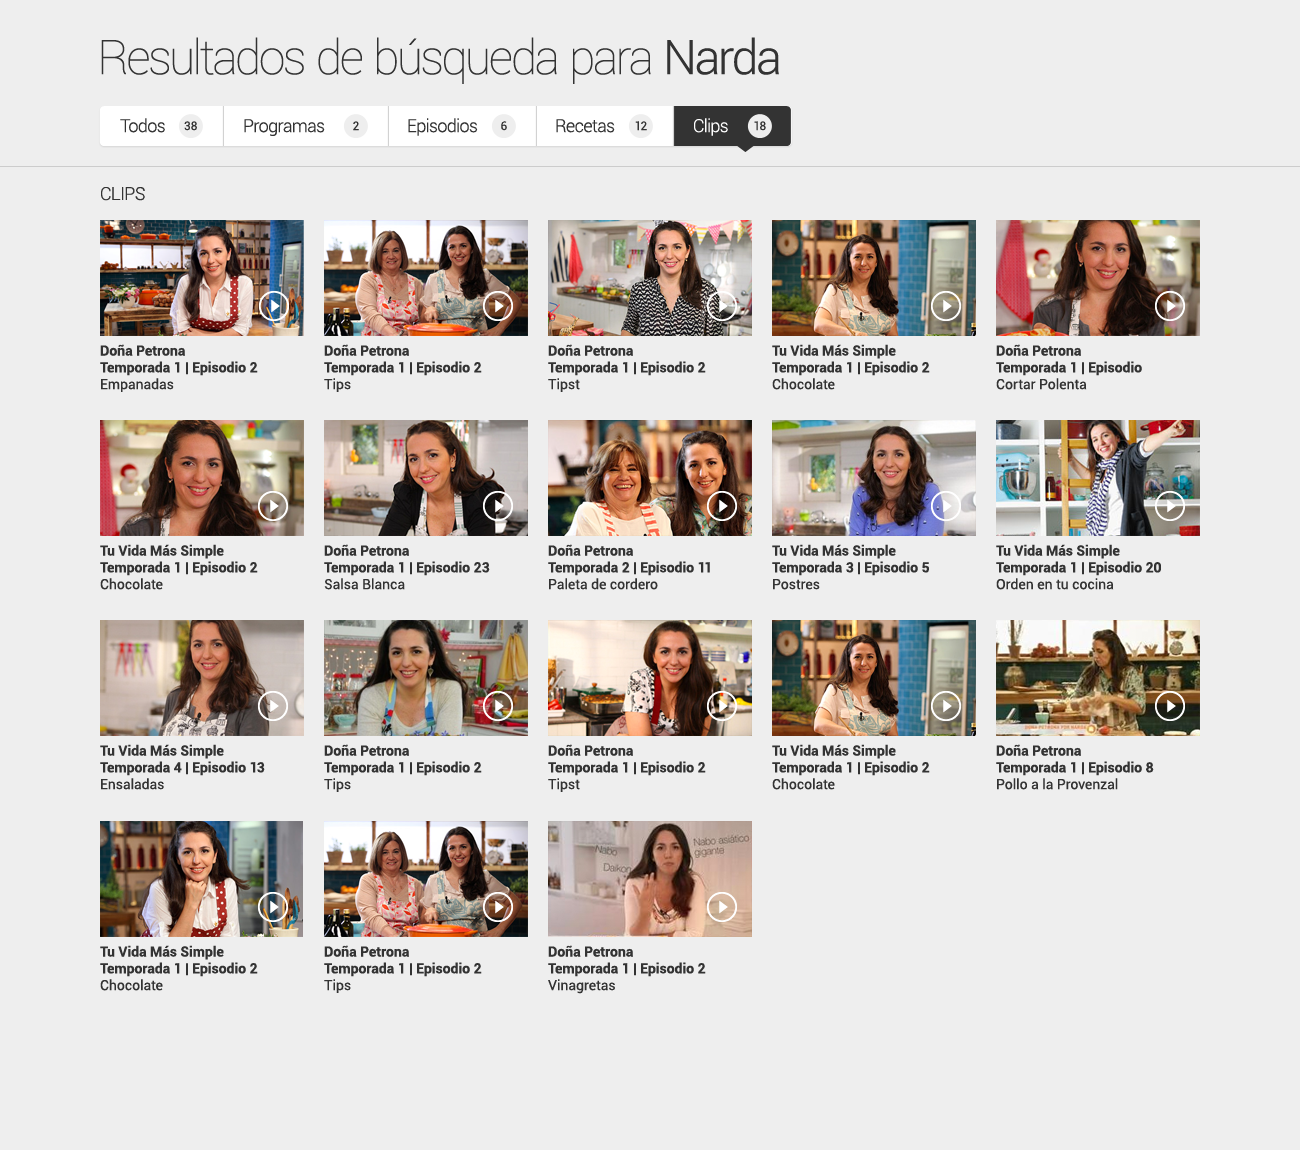 Resultados de búsqueda para Narda
Todos 38 Programas 2 Episodios 6 Recetas 12 Clips 18
CLIPS
Doña Petrona
Temporada 1 | Episodio 2
Empanadas
Doña Petrona
Temporada 1 | Episodio 2
Tips
Doña Petrona
Temporada 1 | Episodio 2
Tipst
Tu Vida Más Simple
Temporada 1 | Episodio 2
Chocolate
Doña Petrona
Temporada 1 | Episodio
Cortar Polenta
Tu Vida Más Simple
Temporada 1 | Episodio 2
Chocolate
Doña Petrona
Temporada 1 | Episodio 23
Salsa Blanca
Doña Petrona
Temporada 2 | Episodio 11
Paleta de cordero
Tu Vida Más Simple
Temporada 3 | Episodio 5
Postres
Tu Vida Más Simple
Temporada 1 | Episodio 20
Orden en tu cocina
Tu Vida Más Simple
Temporada 4 | Episodio 13
Ensaladas
Doña Petrona
Temporada 1 | Episodio 2
Tips
Doña Petrona
Temporada 1 | Episodio 2
Tipst
Tu Vida Más Simple
Temporada 1 | Episodio 2
Chocolate
DOÑA PETRONA POR NARDA
Doña Petrona
Temporada 1 | Episodio 8
Pollo a la Provenzal
Tu Vida Más Simple
Temporada 1 | Episodio 2
Chocolate
Doña Petrona
Temporada 1 | Episodio 2
Tips
Nabo
Daikon
Nabo asiático
gigante
Doña Petrona
Temporada 1 | Episodio 2
Vinagretas